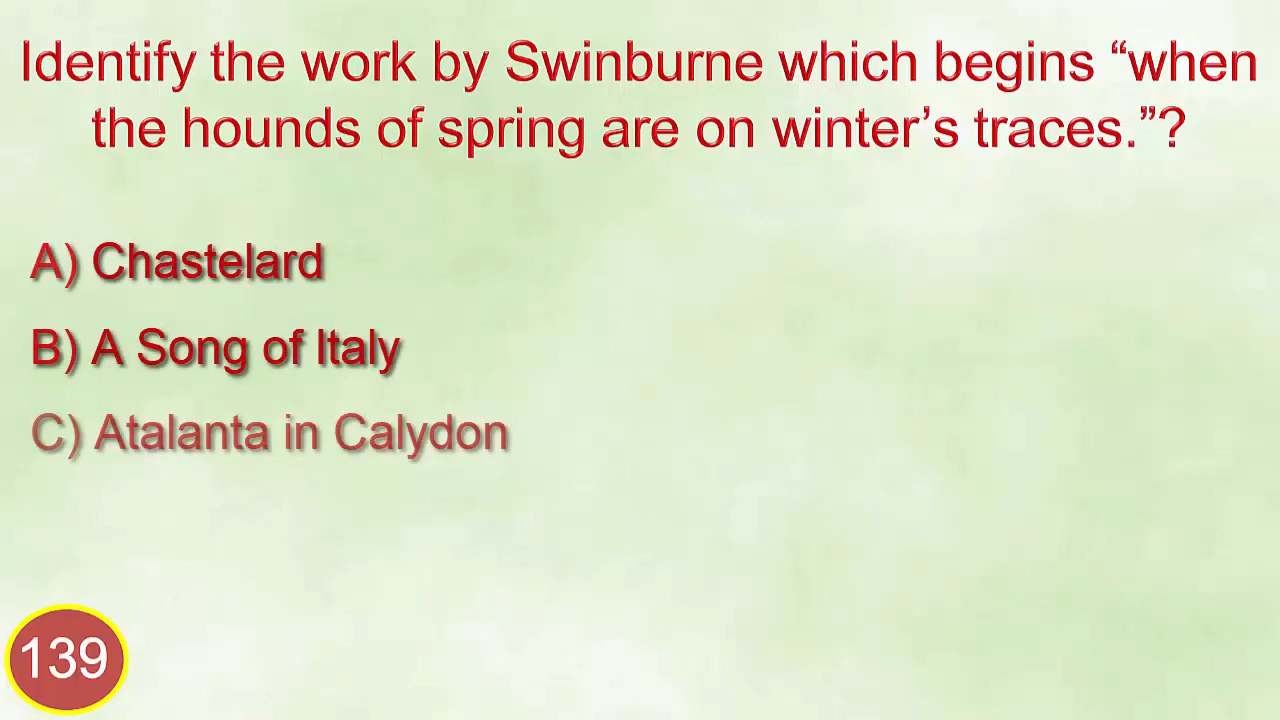 Identify the work by Swinburne which begins “when
the hounds of spring are on winter’s traces.”?
A) Chastelard
B) A Song of Italy
C) Atalanta in Calydon
139